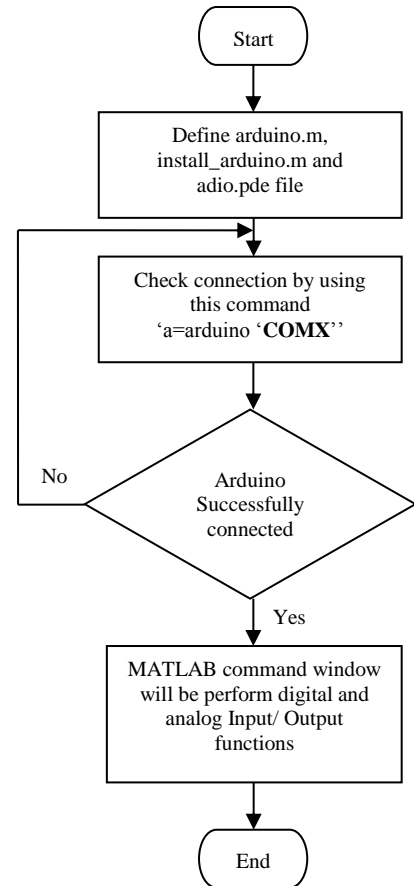 Start
Define arduino.m,
install_arduino.m and
adio.pde file
Check connection by using
this command
‘a=arduino ‘COMX’’
No
Arduino
Successfully
connected
Yes
MATLAB command window
will be perform digital and
analog Input/ Output
functions
End